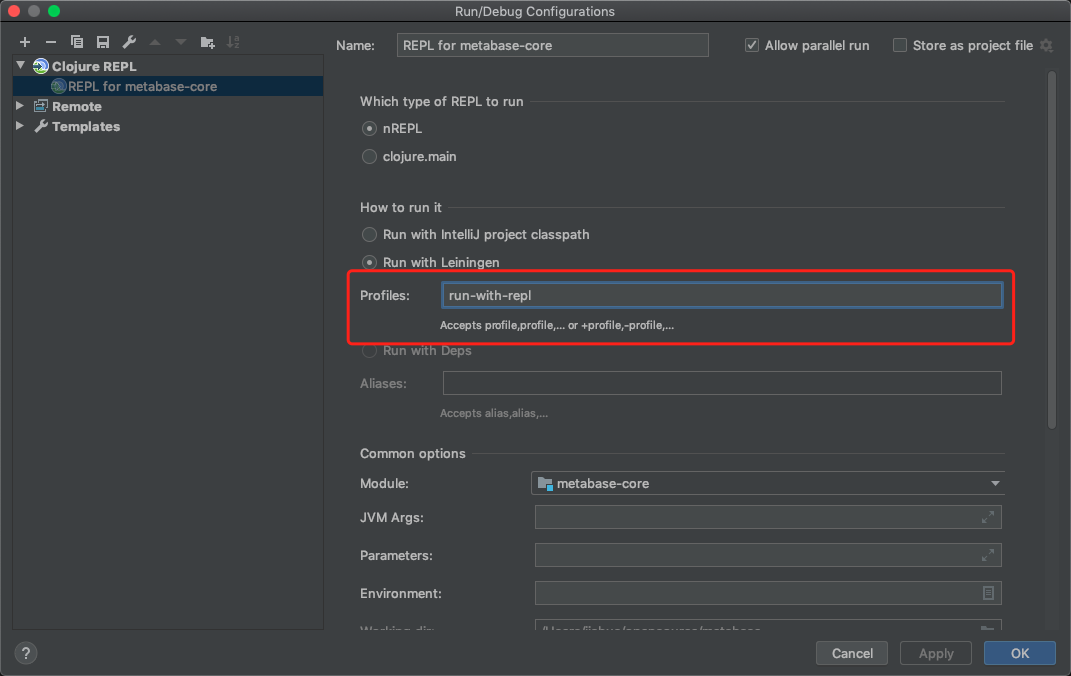 Run/Debug Configurations
Name:
REPL for metabase-core
Allow parallel run
Store as project file
Clojure REPL
REPL for metabase-core
Remote
Templates
Which type of REPL to run
nREPL
clojure.main
How to run it
Run with IntelliJ project classpath
Run with Leiningen
Profiles:
run-with-repl
Accepts profile,profile,... or +profile,-profile,...
Run with Deps
Aliases:
Accepts alias,alias,...
Common options
Module:
metabase-core
JVM Args:
Parameters:
Environment:
?
Cancel
Apply
OK